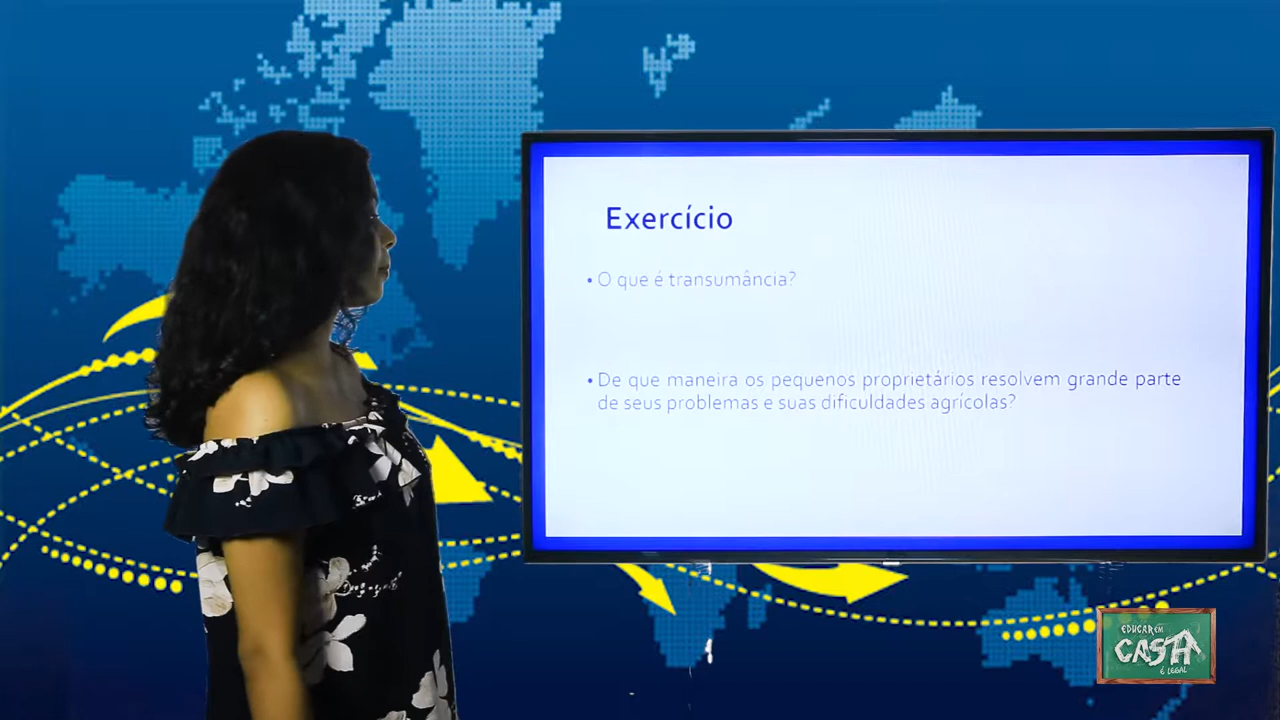 Exercício
• O que é transumância?
• De que maneira os pequenos proprietários resolvem grande parte
de seus problemas e suas dificuldades agrícolas?
EDUCAR EM
CASA
É LEGAL